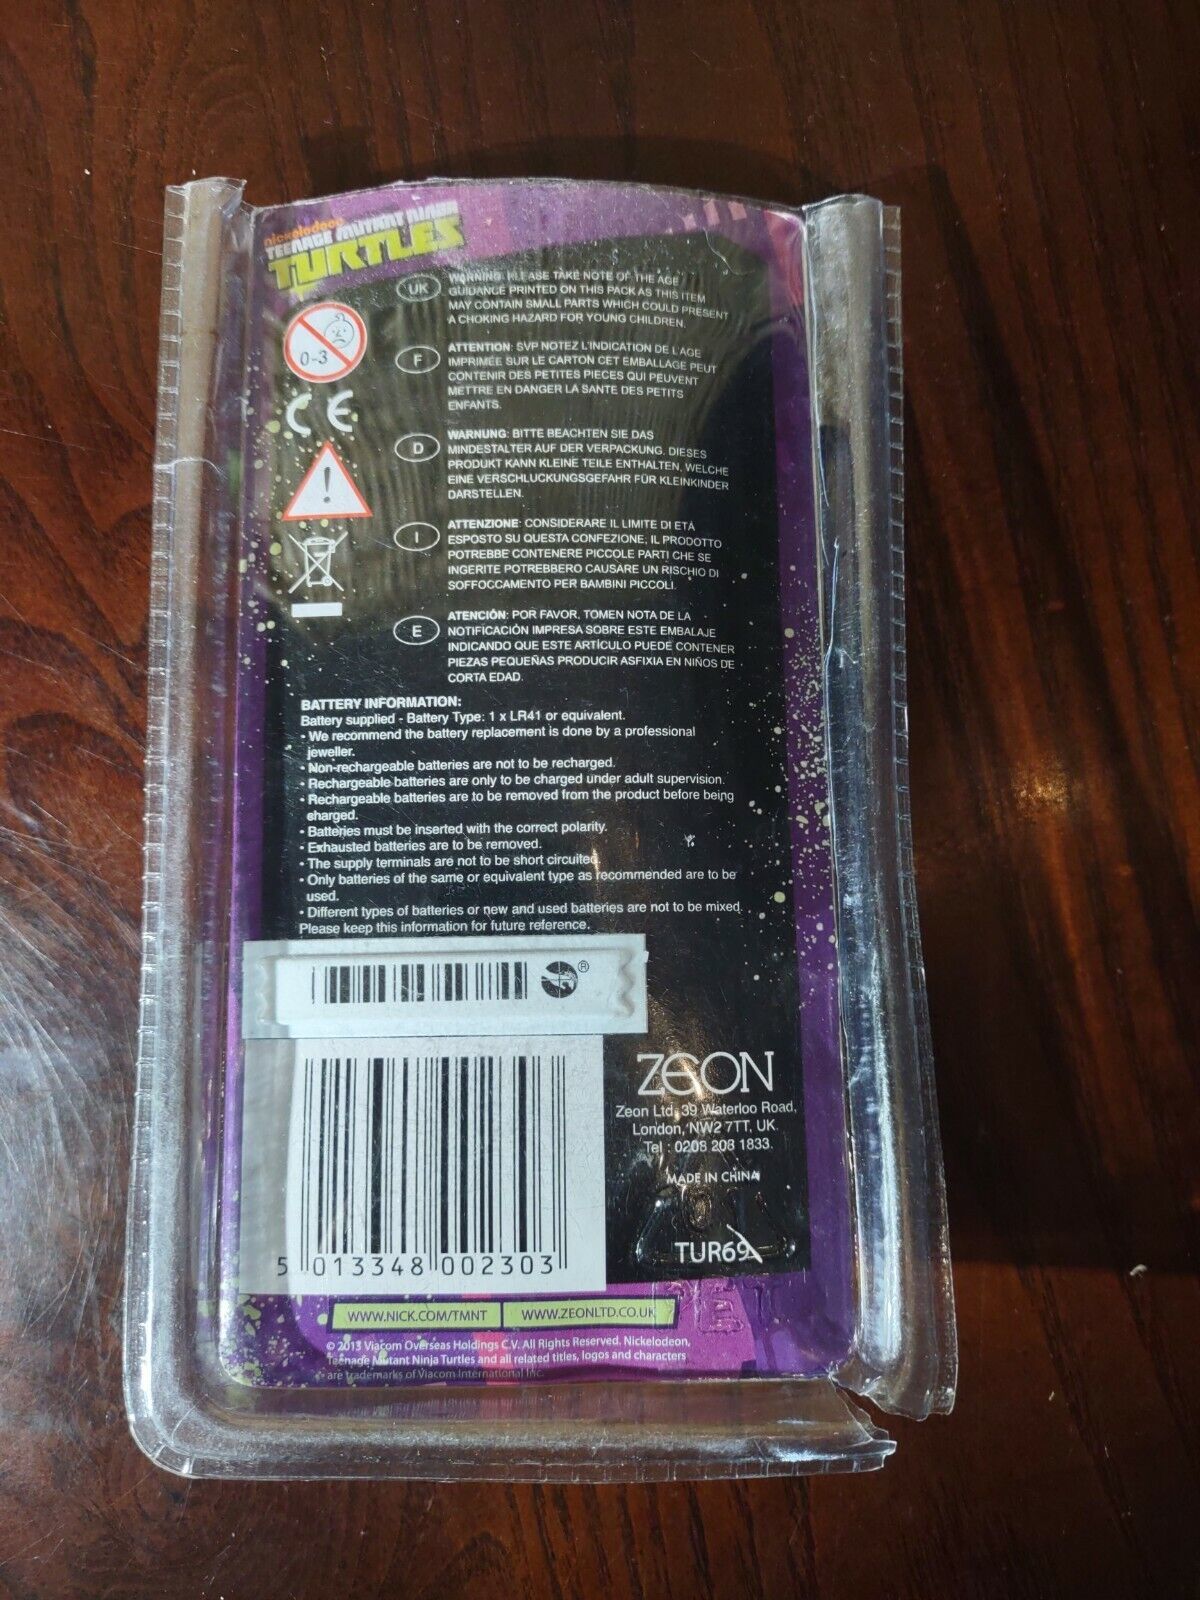 nickelodeon
TEENAGE MUTANT NINJA
TURTLES
0-3
CE
UK
WARNING: PLEASE TAKE NOTE OF THE AGE
GUIDANCE PRINTED ON THIS PACK AS THIS ITEM
MAY CONTAIN SMALL PARTS WHICH COULD PRESENT
A CHOKING HAZARD FOR YOUNG CHILDREN.
F
ATTENTION: SVP NOTEZ L'INDICATION DE L'AGE
IMPRIMÉE SUR LE CARTON CET EMBALLAGE PEUT
CONTENIR DES PETITES PIECES QUI PEUVENT
METTRE EN DANGER LA SANTE DES PETITS
ENFANTS.
D
WARNUNG: BITTE BEACHTEN SIE DAS
MINDESTALTER AUF DER VERPACKUNG. DIESES
PRODUKT KANN KLEINE TEILE ENTHALTEN, WELCHE
EINE VERSCHLUCKUNGSGEFAHR FÜR KLEINKINDER
DARSTELLEN.
I
ATTENZIONE: CONSIDERARE IL LIMITE DI ETÀ
ESPOSTO SU QUESTA CONFEZIONE, IL PRODOTTO
POTREBBE CONTENERE PICCOLE PARTI CHE SE
INGERITE POTREBBERO CAUSARE UN RISCHIO DI
SOFFOCCAMENTO PER BAMBINI PICCOLI.
E
ATENCIÓN: POR FAVOR, TOMEN NOTA DE LA
NOTIFICACIÓN IMPRESA SOBRE ESTE EMBALAJE
INDICANDO QUE ESTE ARTÍCULO PUEDE CONTENER
PIEZAS PEQUEÑAS PRODUCIR ASFIXIA EN NIÑOS DE
CORTA EDAD.
BATTERY INFORMATION:
Battery supplied - Battery Type: 1 x LR41 or equivalent.
• We recommend the battery replacement is done by a professional
jeweller.
• Non-rechargeable batteries are not to be recharged.
• Rechargeable batteries are only to be charged under adult supervision.
• Rechargeable batteries are to be removed from the product before being
charged.
• Batteries must be inserted with the correct polarity.
• Exhausted batteries are to be removed.
• The supply terminals are not to be short circuited.
• Only batteries of the same or equivalent type as recommended are to be
used.
• Different types of batteries or new and used batteries are not to be mixed.
Please keep this information for future reference.
®
ZEON
Zeon Ltd, 39 Waterloo Road,
London, NW2 7TT, UK.
Tel : 0208 208 1833.
MADE IN CHINA
TUR69
5 013348 002303
WWW.NICK.COM/TMNT
WWW.ZEONLTD.CO.UK
© 2013 Viacom Overseas Holdings C.V. All Rights Reserved. Nickelodeon,
Teenage Mutant Ninja Turtles and all related titles, logos and characters
are trademarks of Viacom International Inc.